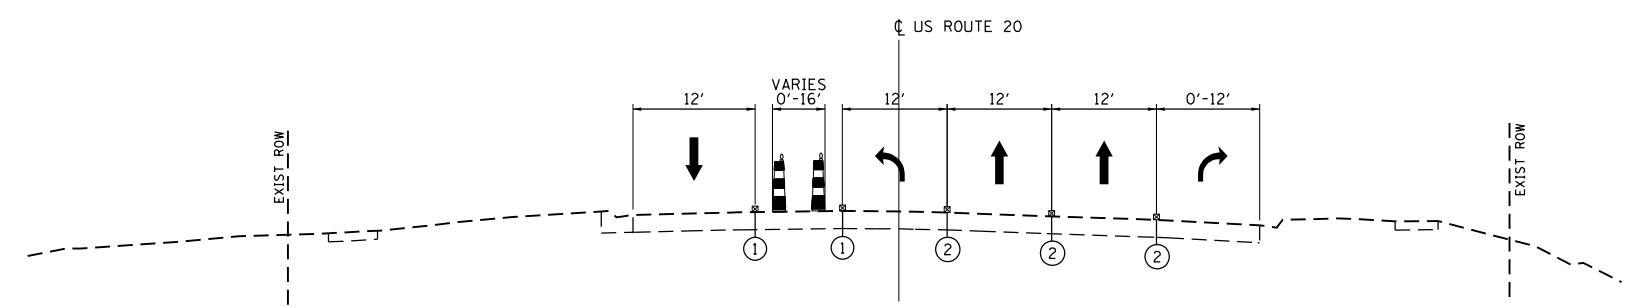 ℄ US ROUTE 20
VARIES
12' 0'-16' 12' 12' 12' 0'-12'
EXIST ROW
EXIST ROW
1 1 2 2 2